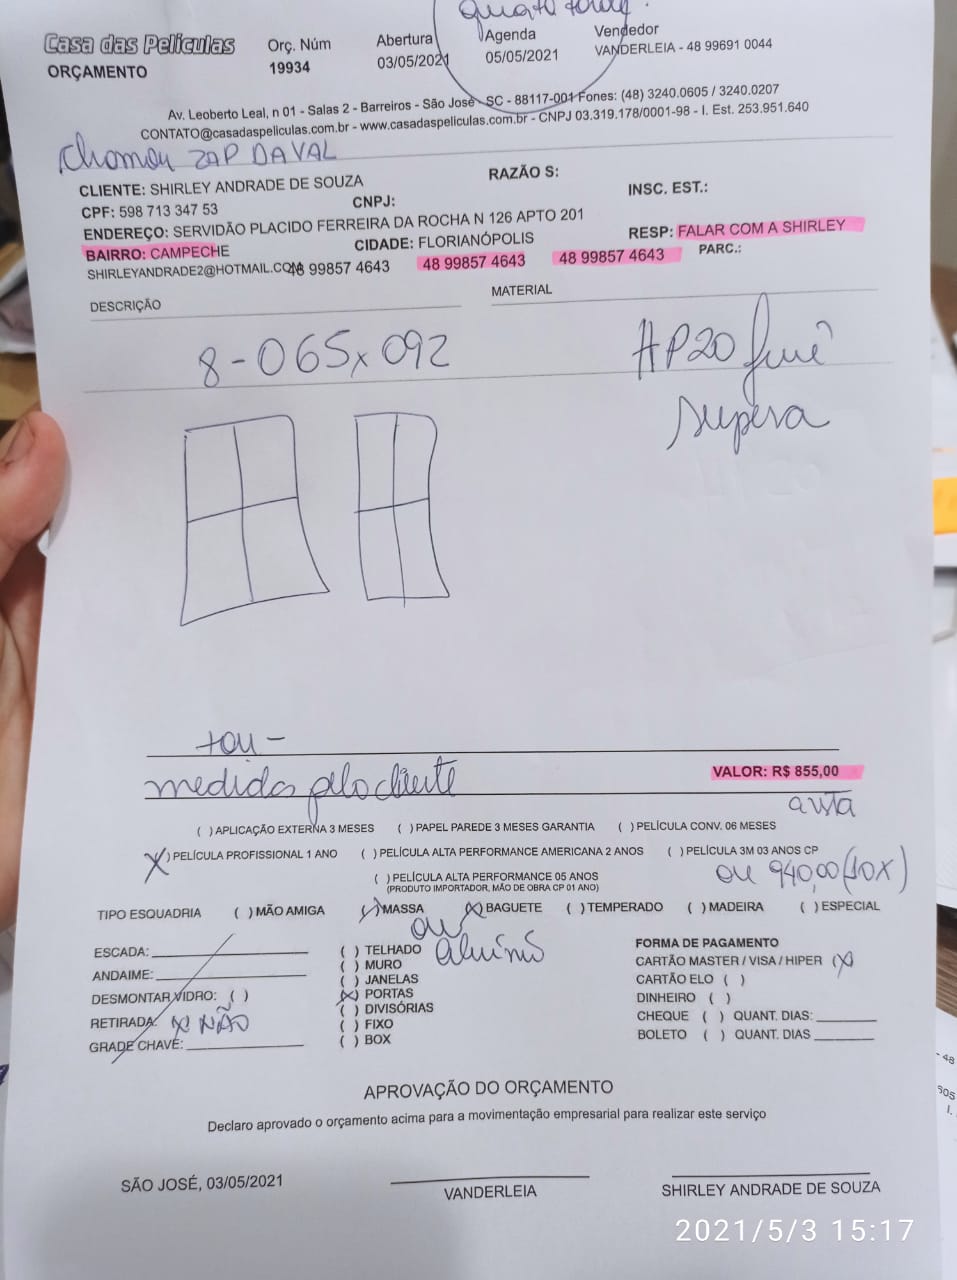 quarta tarde.
Casa das Películas
ORÇAMENTO
Orç. Núm
19934
Abertura
03/05/2021
Agenda
05/05/2021
Vendedor
VANDERLEIA - 48 99691 0044
Av. Leoberto Leal, n 01 - Salas 2 - Barreiros - São José - SC - 88117-001 Fones: (48) 3240.0605 / 3240.0207
CONTATO@casadaspeliculas.com.br - www.casadaspeliculas.com.br - CNPJ 03.319.178/0001-98 - I. Est. 253.951.640
chamou ZAP DA VAL
CLIENTE: SHIRLEY ANDRADE DE SOUZA RAZÃO S:
CPF: 598 713 347 53 CNPJ: INSC. EST.:
ENDEREÇO: SERVIDÃO PLACIDO FERREIRA DA ROCHA N 126 APTO 201
BAIRRO: CAMPECHE CIDADE: FLORIANÓPOLIS RESP: FALAR COM A SHIRLEY
SHIRLEYANDRADE2@HOTMAIL.COM 48 99857 4643 48 99857 4643 48 99857 4643 PARC.:
DESCRIÇÃO MATERIAL
8 - 065 x 092 HP20 fumê
supera
medidas pelo cliente VALOR: R$ 855,00
a vista
( ) APLICAÇÃO EXTERNA 3 MESES ( ) PAPEL PAREDE 3 MESES GARANTIA ( ) PELÍCULA CONV. 06 MESES
(X) PELÍCULA PROFISSIONAL 1 ANO ( ) PELÍCULA ALTA PERFORMANCE AMERICANA 2 ANOS ( ) PELÍCULA 3M 03 ANOS CP
( ) PELÍCULA ALTA PERFORMANCE 05 ANOS
(PRODUTO IMPORTADOR, MÃO DE OBRA CP 01 ANO)
ou 940,00 (10X)
TIPO ESQUADRIA ( ) MÃO AMIGA (/) MASSA (X) BAGUETE ( ) TEMPERADO ( ) MADEIRA ( ) ESPECIAL
ou
ESCADA:
ANDAIME:
DESMONTAR VIDRO: ( )
RETIRADA: X NÃO
GRADE CHAVE:
( ) TELHADO
( ) MURO
( ) JANELAS
(X) PORTAS
( ) DIVISÓRIAS
( ) FIXO
( ) BOX
FORMA DE PAGAMENTO
CARTÃO MASTER / VISA / HIPER (X)
CARTÃO ELO ( )
DINHEIRO ( )
CHEQUE ( ) QUANT. DIAS:
BOLETO ( ) QUANT. DIAS
APROVAÇÃO DO ORÇAMENTO
Declaro aprovado o orçamento acima para a movimentação empresarial para realizar este serviço
SÃO JOSÉ, 03/05/2021
VANDERLEIA
SHIRLEY ANDRADE DE SOUZA
2021/5/3 15:17